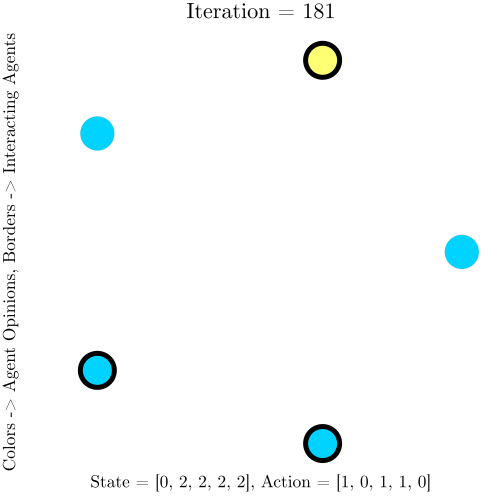 Iteration = 181
Colors -> Agent Opinions, Borders -> Interacting Agents
State = [0, 2, 2, 2, 2], Action = [1, 0, 1, 1, 0]